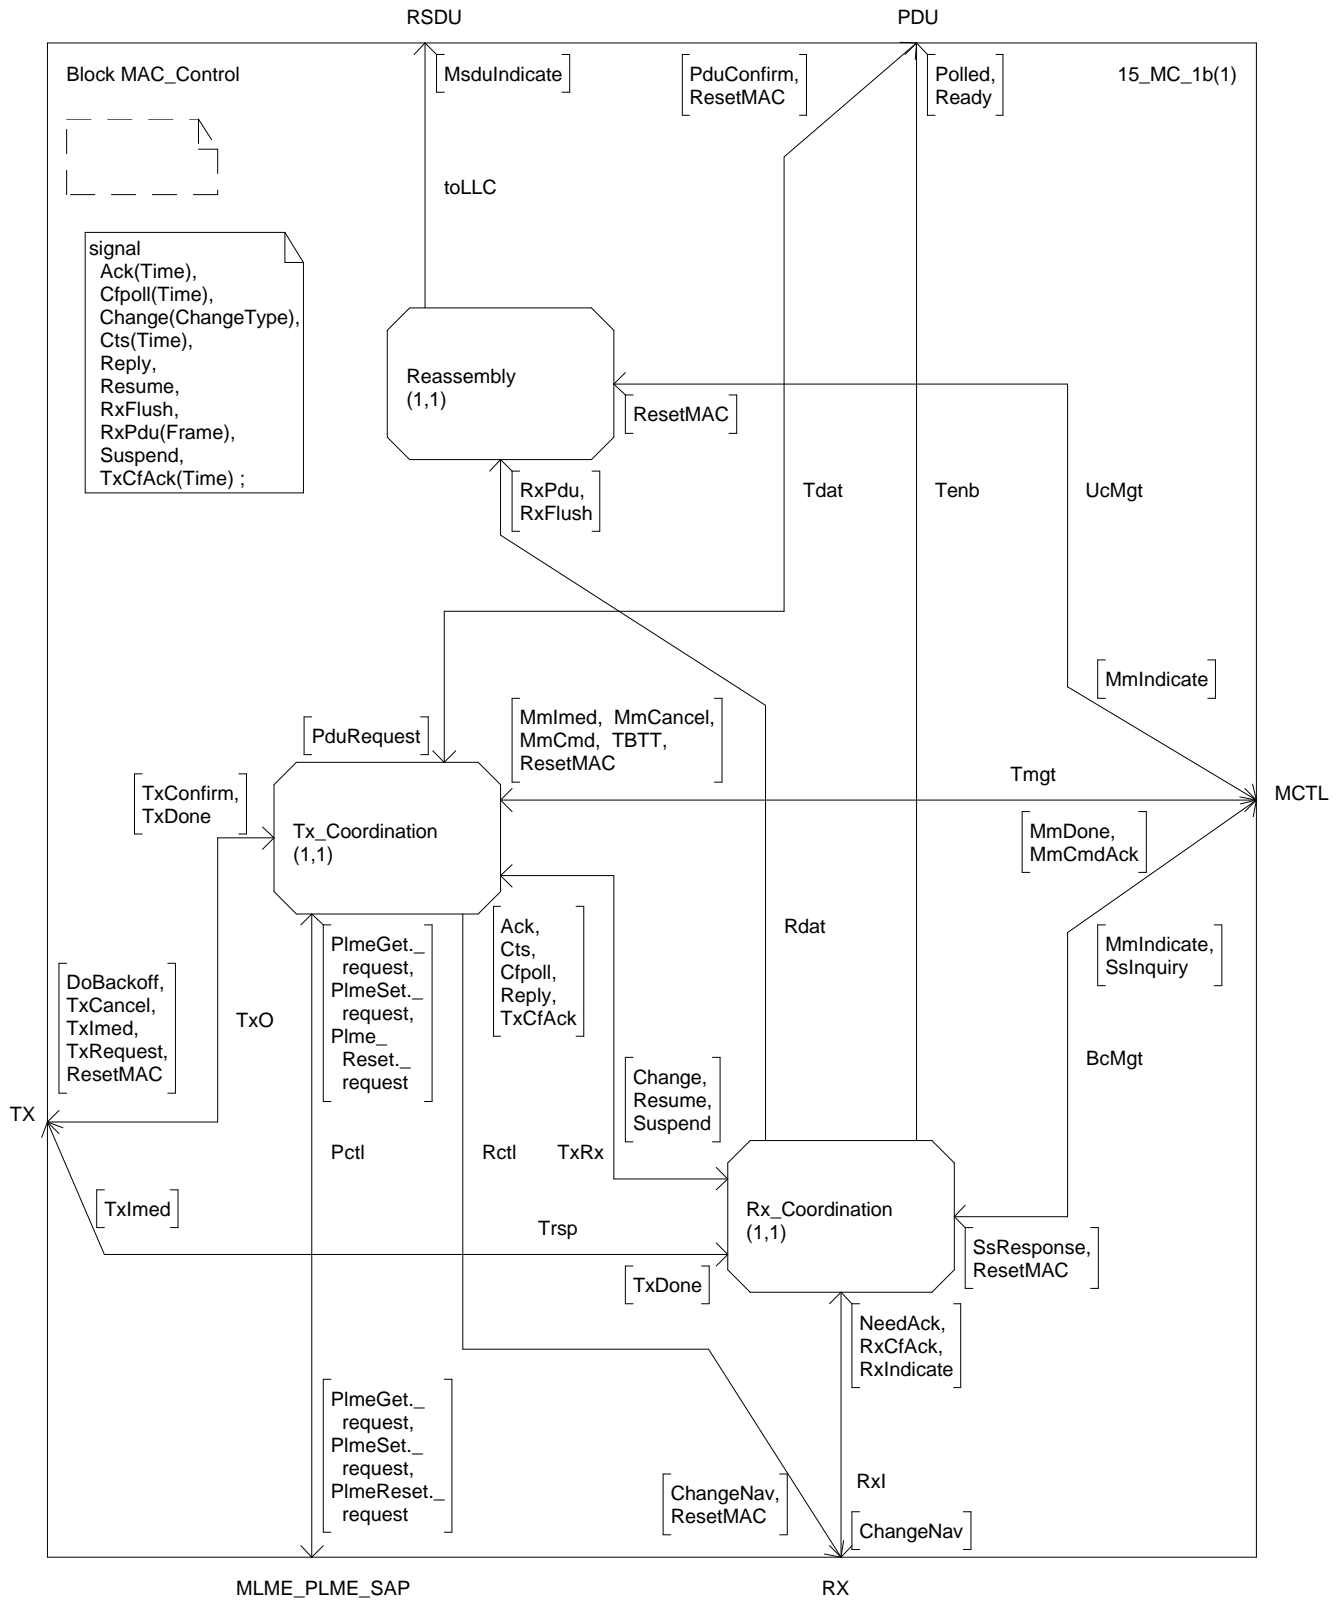 RSDU
PDU
Block MAC_Control
15_MC_1b(1)
MsduIndicate
PduConfirm,
ResetMAC
Polled,
Ready
toLLC
signal
Ack(Time),
Cfpoll(Time),
Change(ChangeType),
Cts(Time),
Reply,
Resume,
RxFlush,
RxPdu(Frame),
Suspend,
TxCfAck(Time) ;
Reassembly
(1,1)
ResetMAC
RxPdu,
RxFlush
Tdat
Tenb
UcMgt
MmIndicate
PduRequest
MmImed, MmCancel,
MmCmd, TBTT,
ResetMAC
Tmgt
MCTL
TxConfirm,
TxDone
Tx_Coordination
(1,1)
MmDone,
MmCmdAck
Ack,
Cts,
Cfpoll,
Reply,
TxCfAck
Rdat
PlmeGet._
request,
PlmeSet._
request,
Plme_
Reset._
request
MmIndicate,
SsInquiry
DoBackoff,
TxCancel,
TxImed,
TxRequest,
ResetMAC
TxO
BcMgt
Change,
Resume,
Suspend
TX
Pctl
Rctl
TxRx
TxImed
Trsp
Rx_Coordination
(1,1)
TxDone
SsResponse,
ResetMAC
NeedAck,
RxCfAck,
RxIndicate
PlmeGet._
request,
PlmeSet._
request,
PlmeReset._
request
RxI
ChangeNav,
ResetMAC
ChangeNav
MLME_PLME_SAP
RX